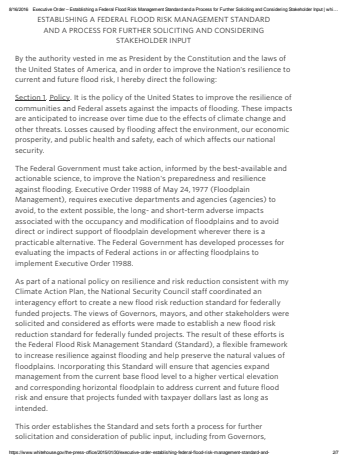 8/16/2016 Executive Order -- Establishing a Federal Flood Risk Management Standard and a Process for Further Soliciting and Considering Stakeholder Input | whi…
ESTABLISHING A FEDERAL FLOOD RISK MANAGEMENT STANDARD
AND A PROCESS FOR FURTHER SOLICITING AND CONSIDERING
STAKEHOLDER INPUT
By the authority vested in me as President by the Constitution and the laws of
the United States of America, and in order to improve the Nation's resilience to
current and future flood risk, I hereby direct the following:
Section 1. Policy. It is the policy of the United States to improve the resilience of
communities and Federal assets against the impacts of flooding. These impacts
are anticipated to increase over time due to the effects of climate change and
other threats. Losses caused by flooding affect the environment, our economic
prosperity, and public health and safety, each of which affects our national
security.
The Federal Government must take action, informed by the best-available and
actionable science, to improve the Nation's preparedness and resilience
against flooding. Executive Order 11988 of May 24, 1977 (Floodplain
Management), requires executive departments and agencies (agencies) to
avoid, to the extent possible, the long- and short-term adverse impacts
associated with the occupancy and modification of floodplains and to avoid
direct or indirect support of floodplain development wherever there is a
practicable alternative. The Federal Government has developed processes for
evaluating the impacts of Federal actions in or affecting floodplains to
implement Executive Order 11988.
As part of a national policy on resilience and risk reduction consistent with my
Climate Action Plan, the National Security Council staff coordinated an
interagency effort to create a new flood risk reduction standard for federally
funded projects. The views of Governors, mayors, and other stakeholders were
solicited and considered as efforts were made to establish a new flood risk
reduction standard for federally funded projects. The result of these efforts is
the Federal Flood Risk Management Standard (Standard), a flexible framework
to increase resilience against flooding and help preserve the natural values of
floodplains. Incorporating this Standard will ensure that agencies expand
management from the current base flood level to a higher vertical elevation
and corresponding horizontal floodplain to address current and future flood
risk and ensure that projects funded with taxpayer dollars last as long as
intended.
This order establishes the Standard and sets forth a process for further
solicitation and consideration of public input, including from Governors,
https://www.whitehouse.gov/the-press-office/2015/01/30/executive-order-establishing-federal-flood-risk-management-standard-and- 2/7